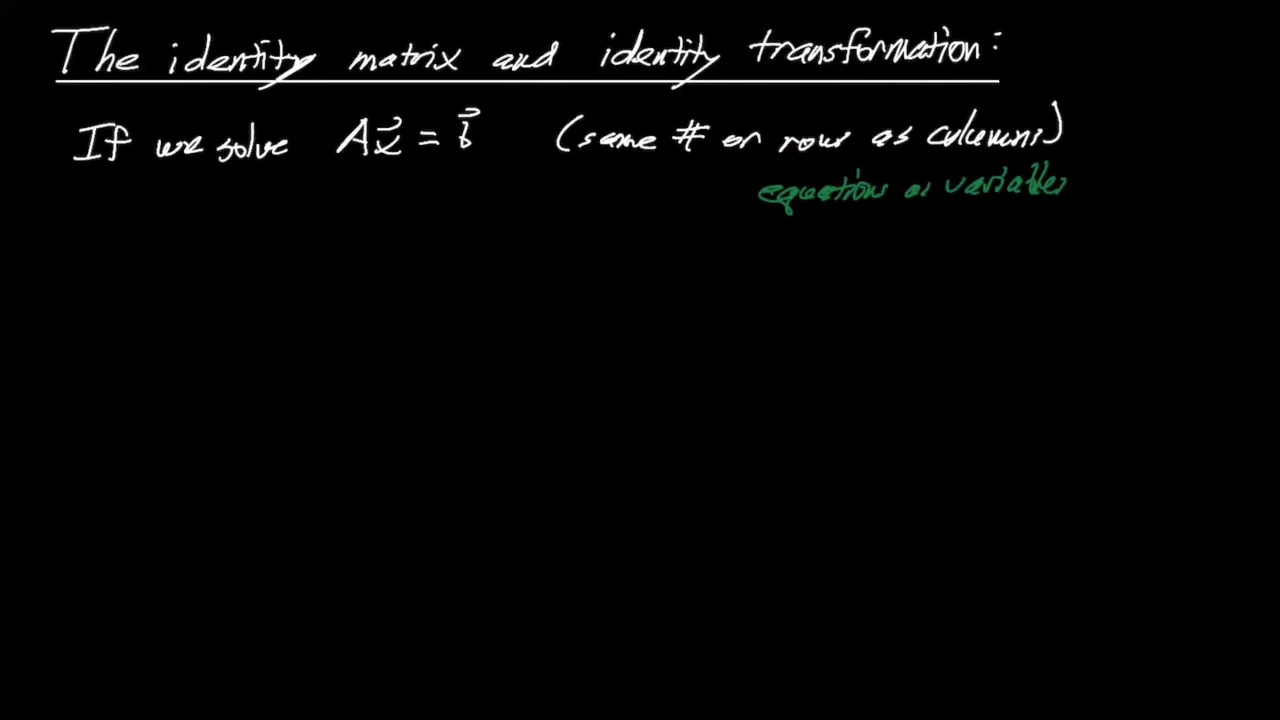 The identity matrix and identity transformation:
If we solve Ax⃗ = b⃗ (same # on rows as columns)
equations as variables